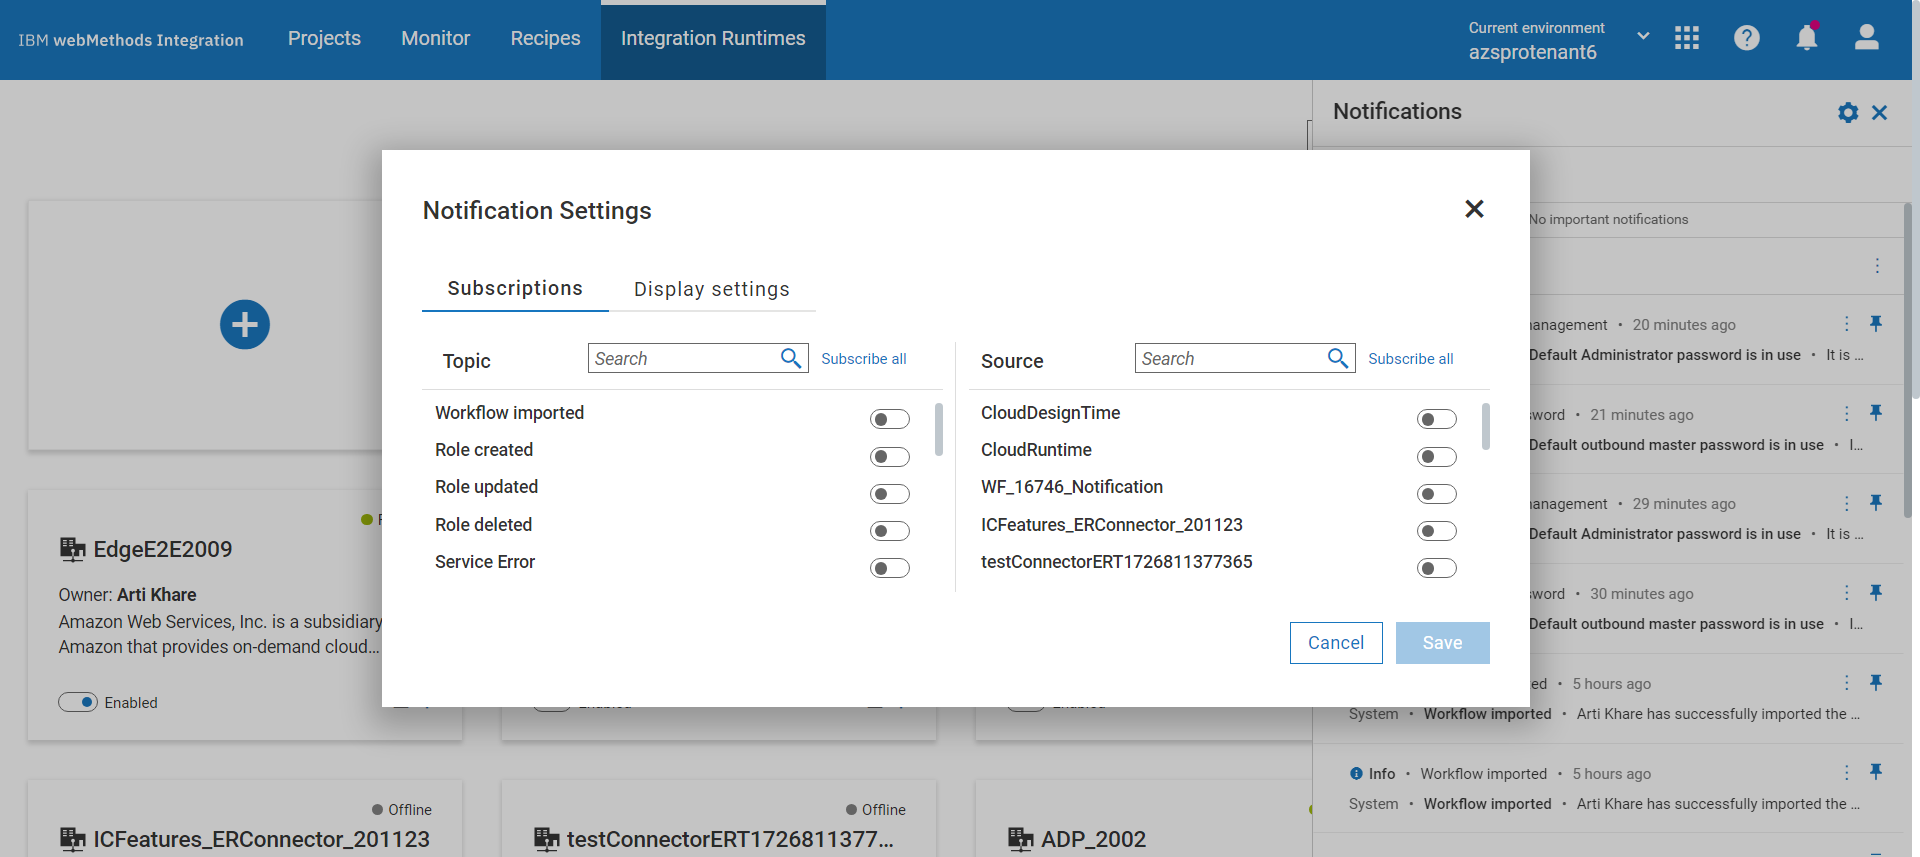 IBM webMethods Integration
Projects
Monitor
Recipes
Integration Runtimes
Current environment
azsprotenant6
Notifications
No important notifications
Notification Settings
Subscriptions
Display settings
Topic
Search
Subscribe all
Source
Search
Subscribe all
Workflow imported
Role created
Role updated
Role deleted
Service Error
CloudDesignTime
CloudRuntime
WF_16746_Notification
ICFeatures_ERConnector_201123
testConnectorERT1726811377365
Cancel
Save
• 20 minutes ago
Default Administrator password is in use • It is ...
• 21 minutes ago
Default outbound master password is in use • I...
• 29 minutes ago
Default Administrator password is in use • It is ...
• 30 minutes ago
Default outbound master password is in use • I...
• 5 hours ago
System • Workflow imported • Arti Khare has successfully imported the ...
Info • Workflow imported • 5 hours ago
System • Workflow imported • Arti Khare has successfully imported the ...
EdgeE2E2009
Owner: Arti Khare
Amazon Web Services, Inc. is a subsidiary
Amazon that provides on-demand cloud...
Enabled
Offline
ICFeatures_ERConnector_201123
Offline
testConnectorERT1726811377...
ADP_2002